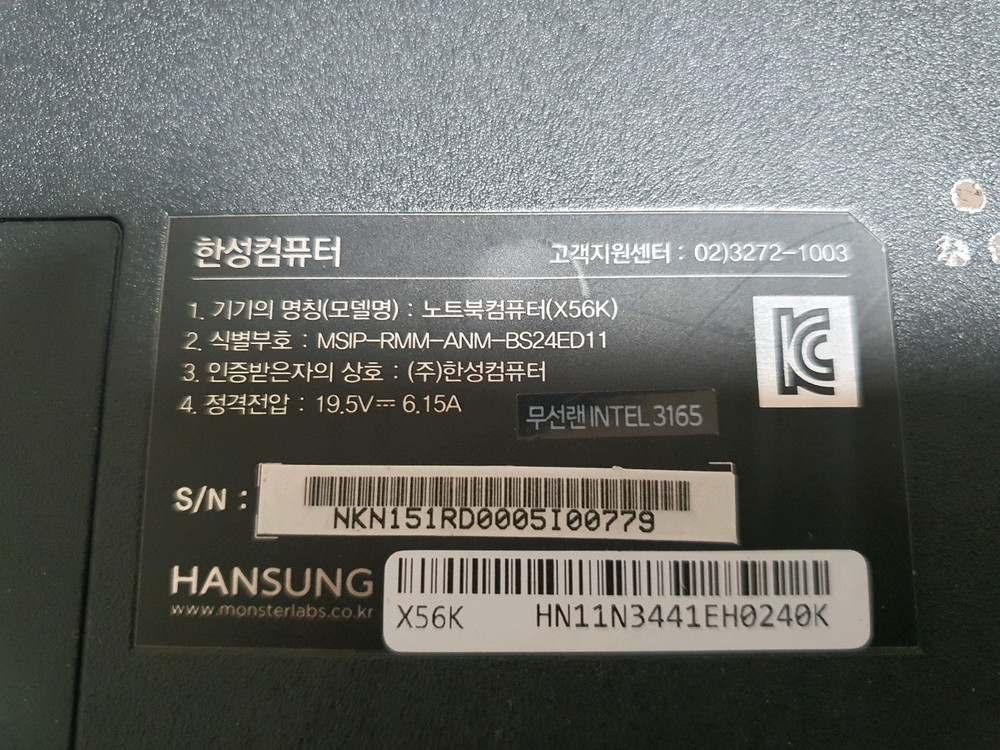 한성컴퓨터 고객지원센터 : 02)3272-1003
1. 기기의 명칭(모델명) : 노트북컴퓨터(X56K)
2. 식별부호 : MSIP-RMM-ANM-BS24ED11
3. 인증받은자의 상호 : (주)한성컴퓨터
4. 정격전압 : 19.5V⎓ 6.15A
무선랜 INTEL 3165
S/N :
NKN151RD0005I00779
HANSUNG
www.monsterlabs.co.kr
X56K HN11N3441EH0240K